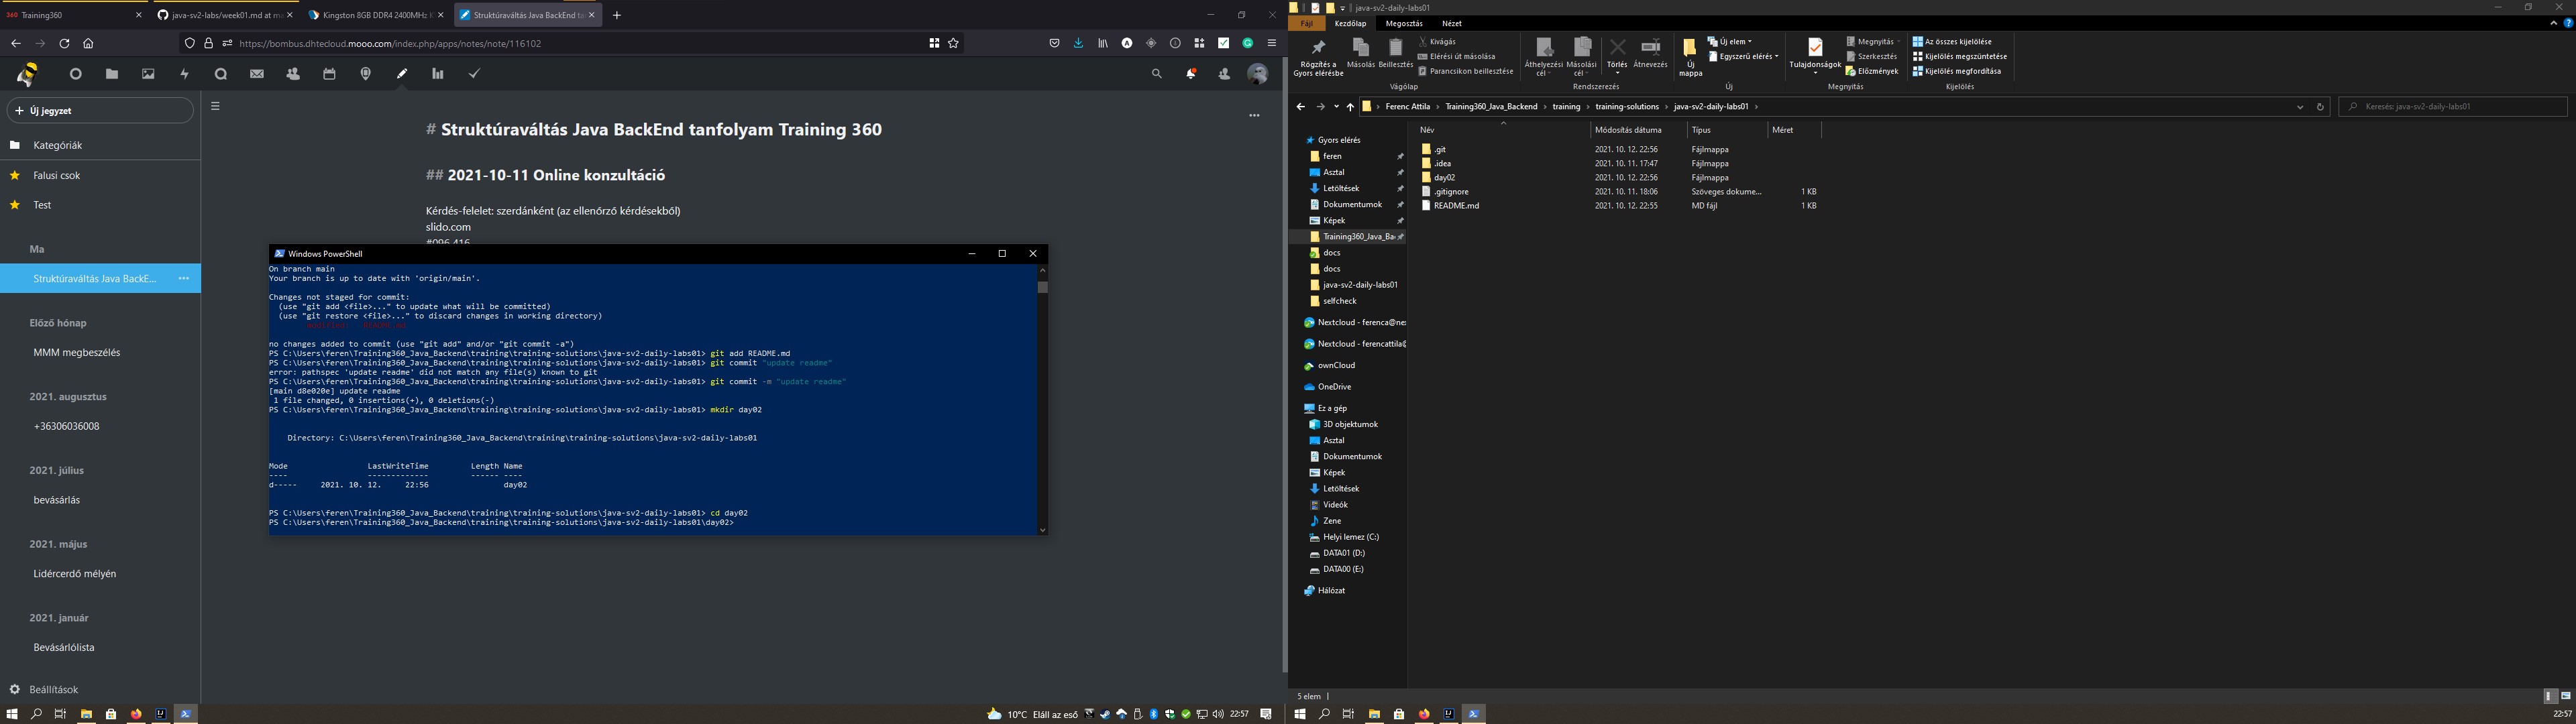 Training360
java-sv2-labs/week01.md at ma
Kingston 8GB DDR4 2400MHz K
Struktúraváltás Java BackEnd tan
https://bombus.dhtecloud.mooo.com/index.php/apps/notes/note/116102
Új jegyzet
Kategóriák
Falusi csok
Test
Ma
Struktúraváltás Java BackE...
Előző hónap
MMM megbeszélés
2021. augusztus
+36306036008
2021. július
bevásárlás
2021. május
Lidércerdő mélyén
2021. január
Bevásárlólista
Beállítások
# Struktúraváltás Java BackEnd tanfolyam Training 360
## 2021-10-11 Online konzultáció
Kérdés-felelet: szerdánként (az ellenőrző kérdésekből)
slido.com
#096 416
Windows PowerShell
On branch main
Your branch is up to date with 'origin/main'.
Changes not staged for commit:
(use "git add <file>..." to update what will be committed)
(use "git restore <file>..." to discard changes in working directory)
modified: README.md
no changes added to commit (use "git add" and/or "git commit -a")
PS C:\Users\feren\Training360_Java_Backend\training\training-solutions\java-sv2-daily-labs01> git add README.md
PS C:\Users\feren\Training360_Java_Backend\training\training-solutions\java-sv2-daily-labs01> git commit "update readme"
error: pathspec 'update readme' did not match any file(s) known to git
PS C:\Users\feren\Training360_Java_Backend\training\training-solutions\java-sv2-daily-labs01> git commit -m "update readme"
[main d8e020e] update readme
1 file changed, 0 insertions(+), 0 deletions(-)
PS C:\Users\feren\Training360_Java_Backend\training\training-solutions\java-sv2-daily-labs01> mkdir day02
Directory: C:\Users\feren\Training360_Java_Backend\training\training-solutions\java-sv2-daily-labs01
Mode LastWriteTime Length Name
---- ------------- ------ ----
d----- 2021. 10. 12. 22:56 day02
PS C:\Users\feren\Training360_Java_Backend\training\training-solutions\java-sv2-daily-labs01> cd day02
PS C:\Users\feren\Training360_Java_Backend\training\training-solutions\java-sv2-daily-labs01\day02>
10°C Eláll az eső 22:57
java-sv2-daily-labs01
Fájl Kezdőlap Megosztás Nézet
Rögzítés a Gyors elérésbe
Másolás
Beillesztés
Kivágás
Elérési út másolása
Parancsikon beillesztése
Vágólap
Áthelyezési cél
Másolási cél
Törlés
Átnevezés
Rendszerezés
Új mappa
Új elem
Egyszerű elérés
Új
Tulajdonságok
Megnyitás
Szerkesztés
Előzmények
Megnyitás
Az összes kijelölése
Kijelölés megszüntetése
Kijelölés megfordítása
Kijelölés
Ferenc Attila > Training360_Java_Backend > training > training-solutions > java-sv2-daily-labs01 >
Keresés: java-sv2-daily-labs01
Gyors elérés
feren
Asztal
Letöltések
Dokumentumok
Képek
Training360_Java_Ba
docs
docs
java-sv2-daily-labs01
selfcheck
Nextcloud - ferenca@ne
Nextcloud - ferencattila@
ownCloud
OneDrive
Ez a gép
3D objektumok
Asztal
Dokumentumok
Képek
Letöltések
Videók
Zene
Helyi lemez (C:)
DATA01 (D:)
DATA00 (E:)
Hálózat
Név Módosítás dátuma Típus Méret
.git 2021. 10. 12. 22:56 Fájlmappa
.idea 2021. 10. 11. 17:47 Fájlmappa
day02 2021. 10. 12. 22:56 Fájlmappa
.gitignore 2021. 10. 11. 18:06 Szöveges dokume... 1 KB
README.md 2021. 10. 12. 22:55 MD fájl 1 KB
5 elem
22:57